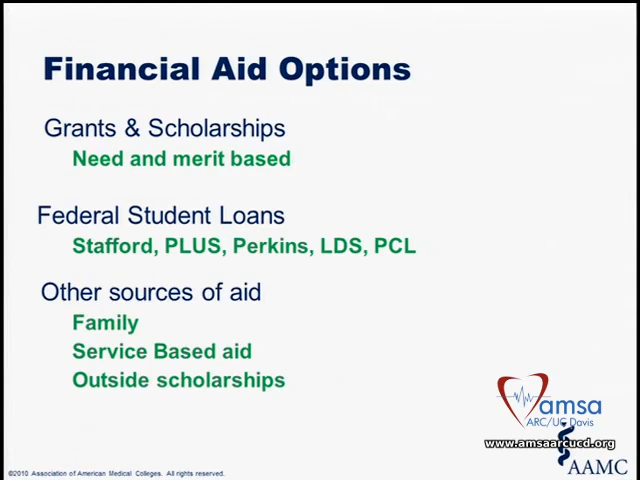 Financial Aid Options
Grants & Scholarships
Need and merit based
Federal Student Loans
Stafford, PLUS, Perkins, LDS, PCL
Other sources of aid
Family
Service Based aid
Outside scholarships
amsa
ARC/UC Davis
www.amsaarcucd.org
AAMC
©2010 Association of American Medical Colleges. All rights reserved.